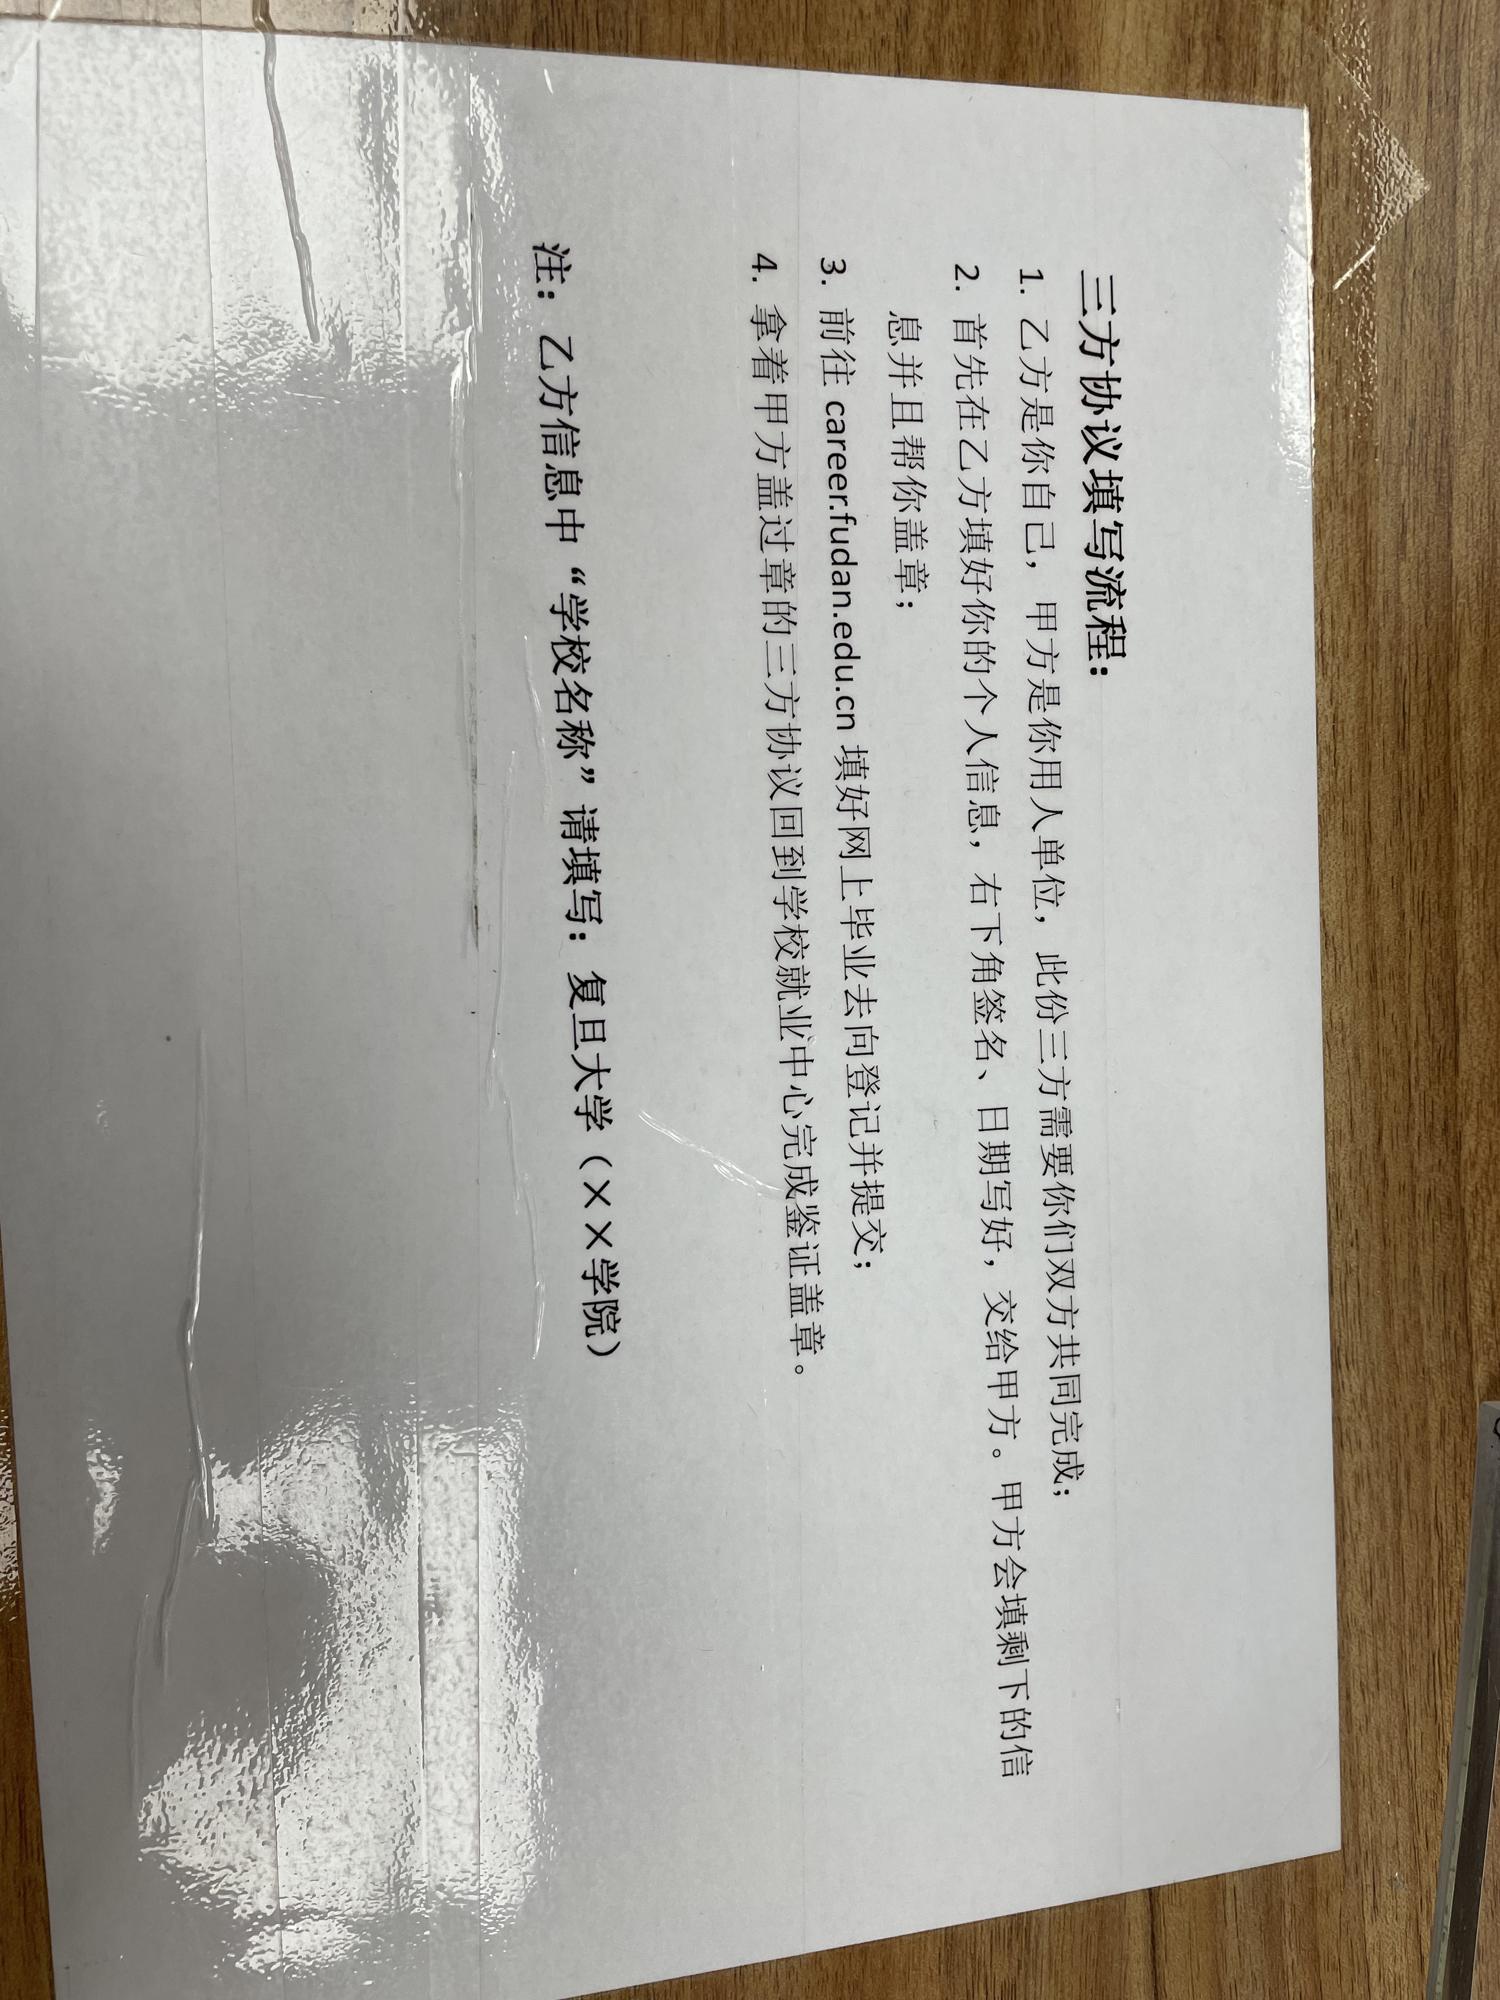 三方协议填写流程：
1. 乙方是你自己，甲方是你用人单位，此份三方需要你们双方共同完成；
2. 首先在乙方填好你的个人信息，右下角签名、日期写好，交给甲方。甲方会填剩下的信
息并且帮你盖章；
3. 前往 career.fudan.edu.cn 填好网上毕业去向登记并提交；
4. 拿着甲方盖过章的三方协议回到学校就业中心完成鉴证盖章。
注：乙方信息中“学校名称”请填写：复旦大学（××学院）